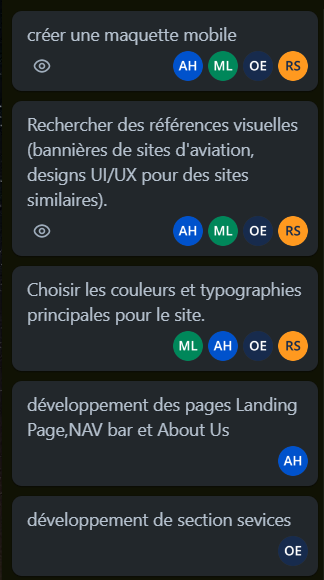 créer une maquette mobile
AH ML OE RS
Rechercher des références visuelles
(bannières de sites d'aviation,
designs UI/UX pour des sites
similaires).
AH ML OE RS
Choisir les couleurs et typographies
principales pour le site.
ML AH OE RS
développement des pages Landing
Page,NAV bar et About Us
AH
développement de section sevices
OE